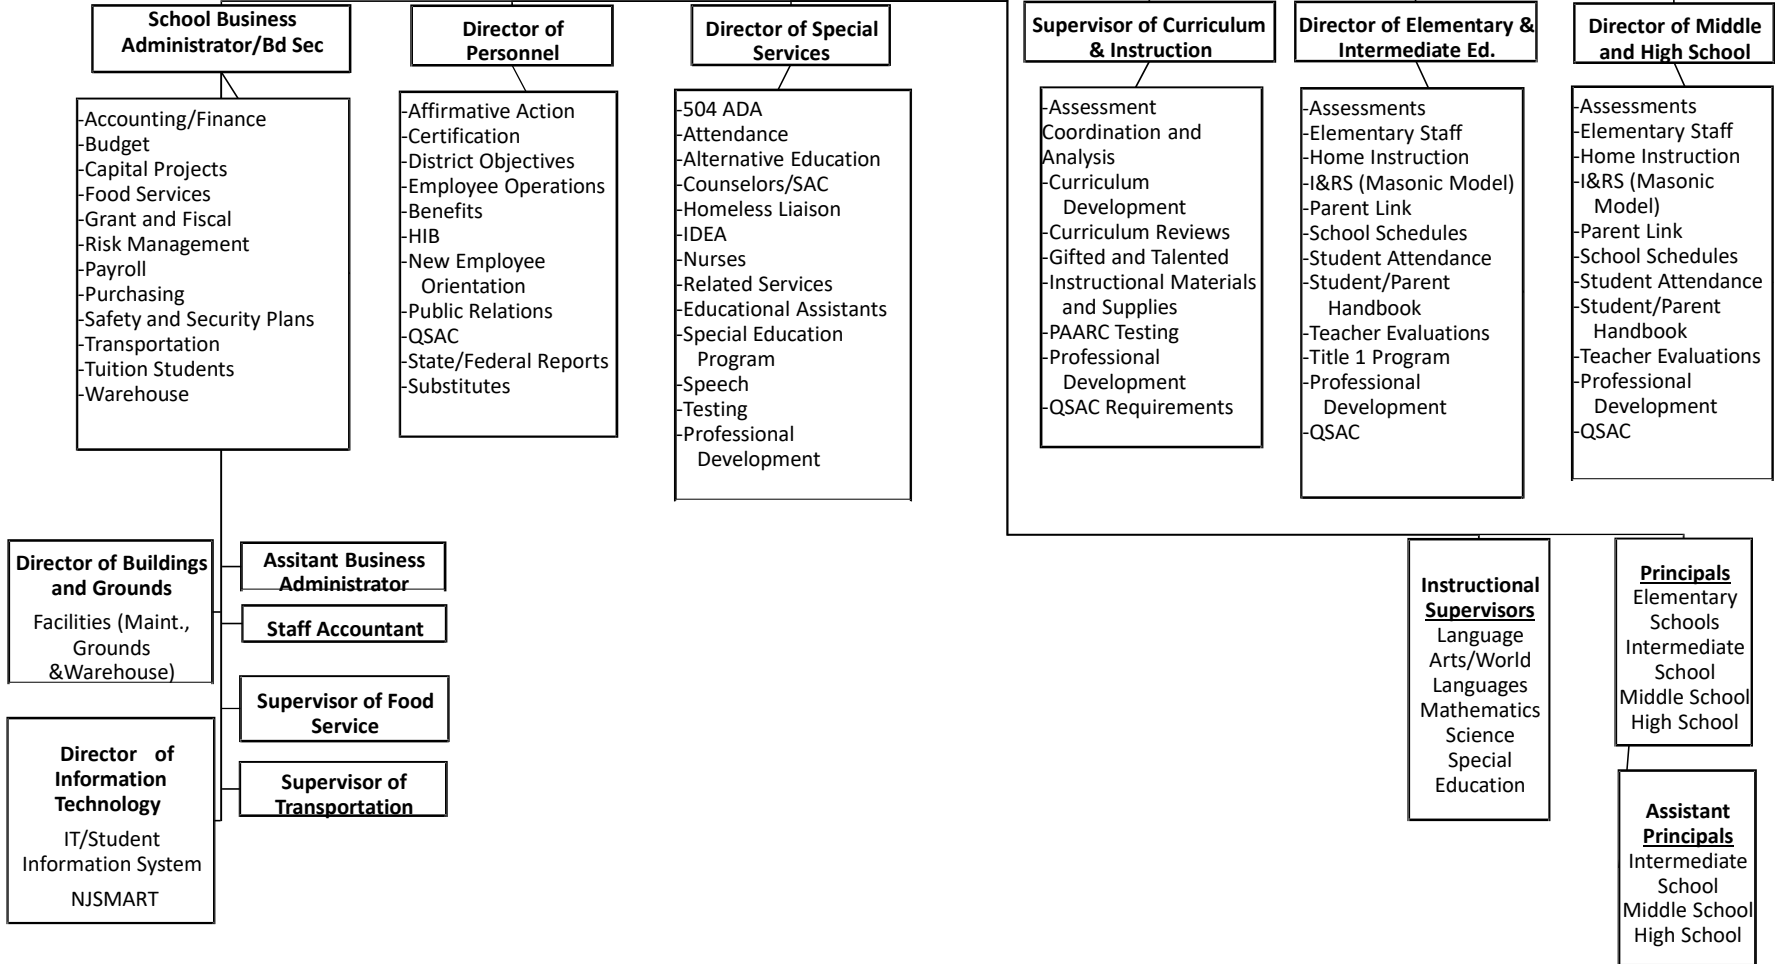 School Business
Administrator/Bd Sec
-Accounting/Finance
-Budget
-Capital Projects
-Food Services
-Grant and Fiscal
-Risk Management
-Payroll
-Purchasing
-Safety and Security Plans
-Transportation
-Tuition Students
-Warehouse
Director of
Personnel
-Affirmative Action
-Certification
-District Objectives
-Employee Operations
-Benefits
-HIB
-New Employee
Orientation
-Public Relations
-QSAC
-State/Federal Reports
-Substitutes
Director of Special
Services
-504 ADA
-Attendance
-Alternative Education
-Counselors/SAC
-Homeless Liaison
-IDEA
-Nurses
-Related Services
-Educational Assistants
-Special Education
Program
-Speech
-Testing
-Professional
Development
Supervisor of Curriculum
& Instruction
-Assessment
Coordination and
Analysis
-Curriculum
Development
-Curriculum Reviews
-Gifted and Talented
-Instructional Materials
and Supplies
-PAARC Testing
-Professional
Development
-QSAC Requirements
Director of Elementary &
Intermediate Ed.
-Assessments
-Elementary Staff
-Home Instruction
-I&RS (Masonic Model)
-Parent Link
-School Schedules
-Student Attendance
-Student/Parent
Handbook
-Teacher Evaluations
-Title 1 Program
-Professional
Development
-QSAC
Director of Middle
and High School
-Assessments
-Elementary Staff
-Home Instruction
-I&RS (Masonic
Model)
-Parent Link
-School Schedules
-Student Attendance
-Student/Parent
Handbook
-Teacher Evaluations
-Professional
Development
-QSAC
Director of Buildings
and Grounds
Facilities (Maint.,
Grounds
&Warehouse)
Director of
Information
Technology
IT/Student
Information System
NJSMART
Assitant Business
Administrator
Staff Accountant
Supervisor of Food
Service
Supervisor of
Transportation
Instructional
Supervisors
Language
Arts/World
Languages
Mathematics
Science
Special
Education
Principals
Elementary
Schools
Intermediate
School
Middle School
High School
Assistant
Principals
Intermediate
School
Middle School
High School